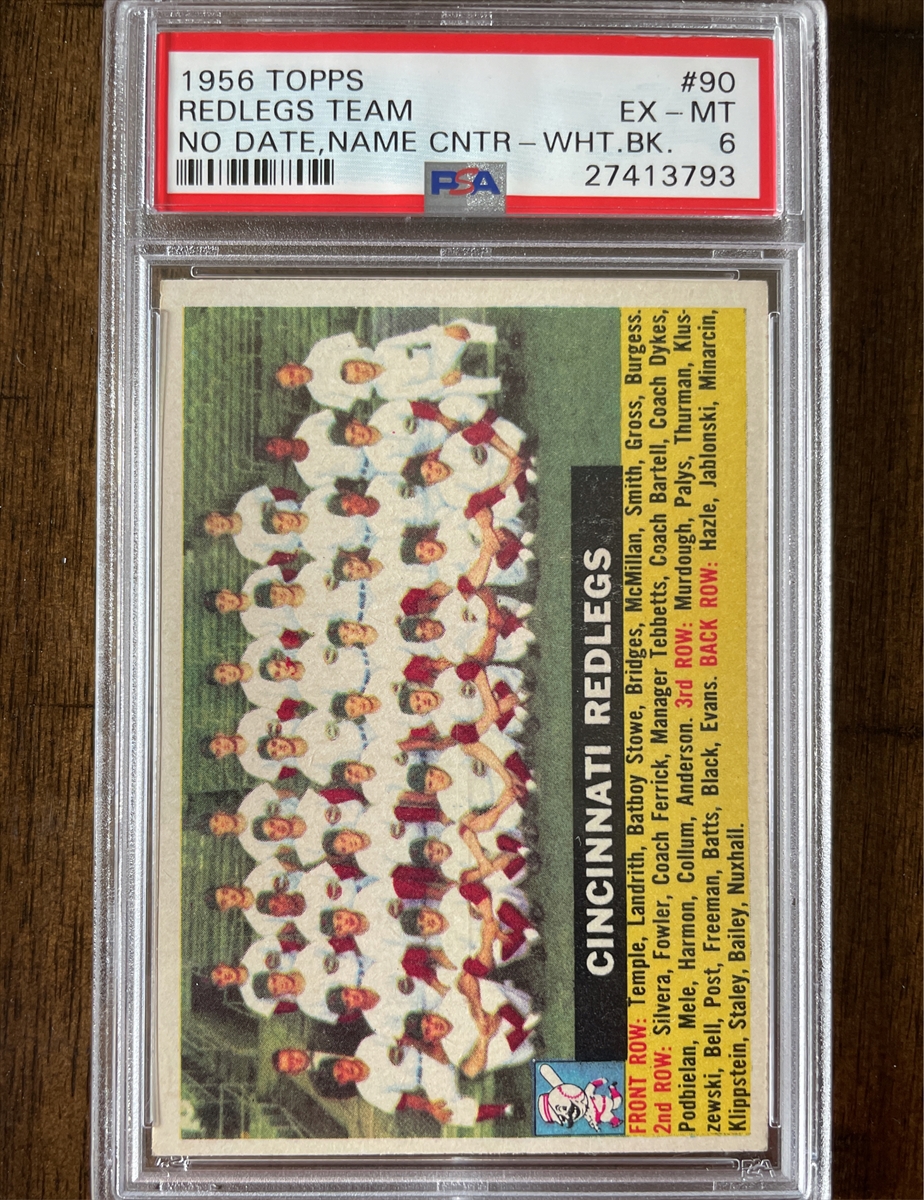 1956 TOPPS #90
REDLEGS TEAM EX - MT
NO DATE,NAME CNTR - WHT.BK. 6
PSA 27413793
CINCINNATI REDLEGS
FRONT ROW: Temple, Landrith, Batboy Stowe, Bridges, McMillan, Smith, Gross, Burgess.
2nd ROW: Silvera, Fowler, Coach Ferrick, Manager Tebbetts, Coach Bartell, Coach Dykes,
Podbielan, Mele, Harmon, Collum, Anderson. 3rd ROW: Murdough, Palys, Thurman, Klus-
zewski, Bell, Post, Freeman, Batts, Black, Evans. BACK ROW: Hazle, Jablonski, Minarcin,
Klippstein, Staley, Bailey, Nuxhall.